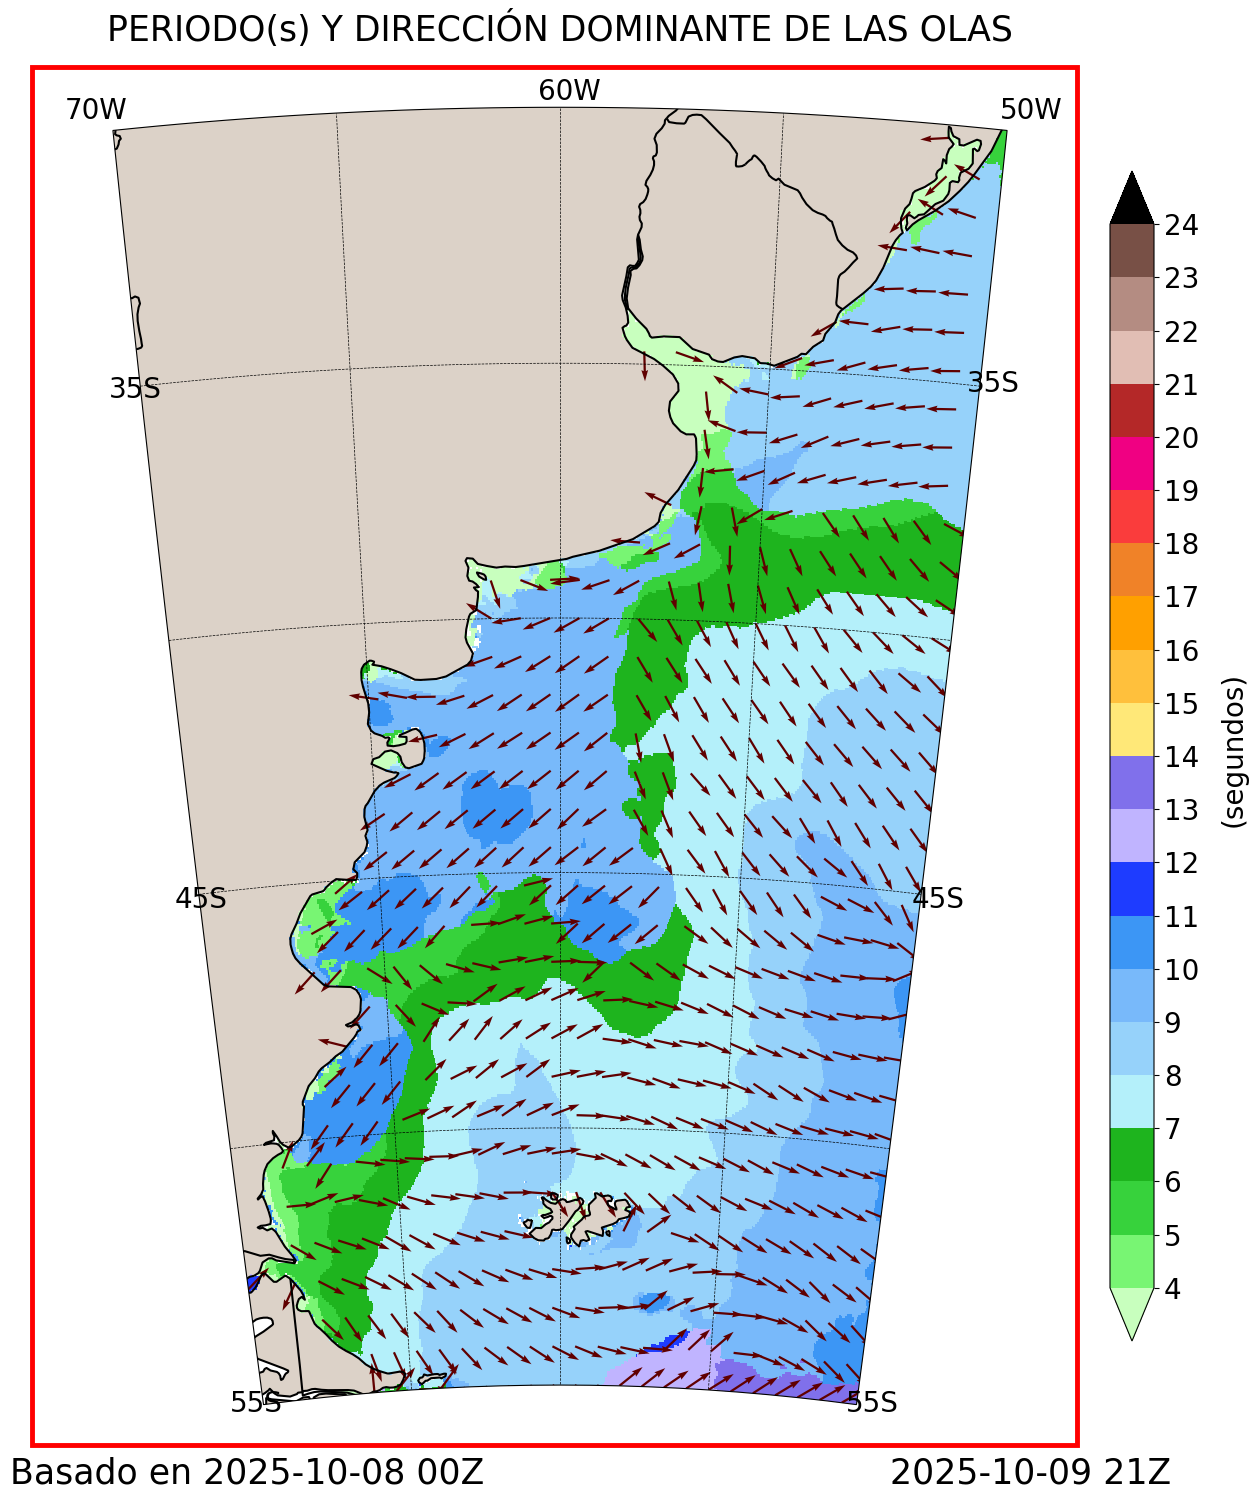 PERIODO(s) Y DIRECCIÓN DOMINANTE DE LAS OLAS
70W
60W
50W
35S
35S
45S
45S
55S
55S
24
23
22
21
20
19
18
17
16
15
14
13
12
11
10
9
8
7
6
5
4
(segundos)
Basado en 2025-10-08 00Z
2025-10-09 21Z